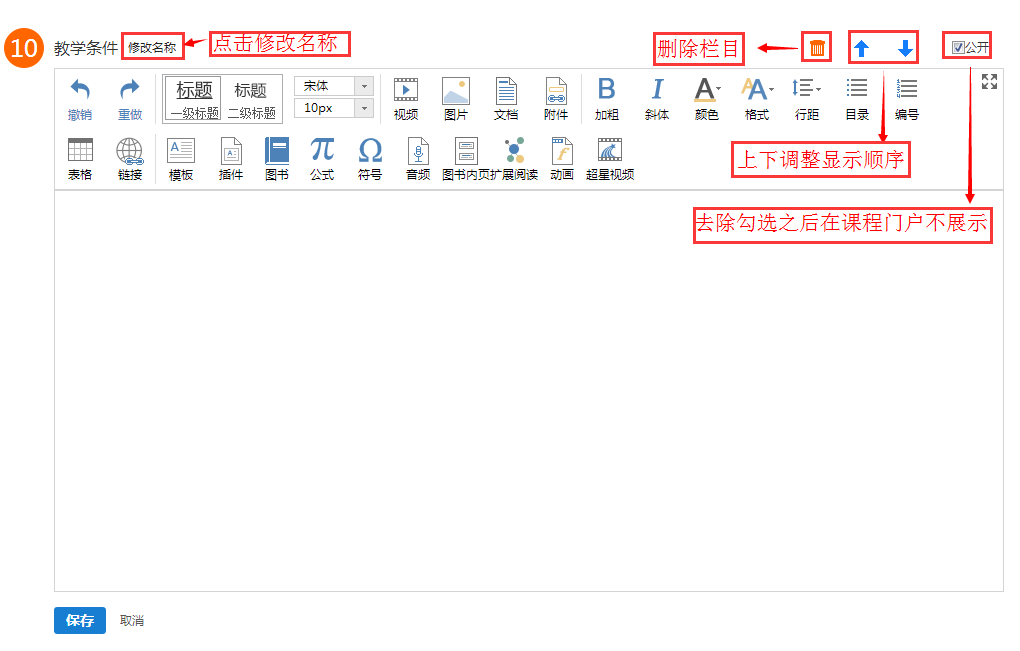 10 教学条件 修改名称 点击修改名称 删除栏目 公开
撤销 重做 标题 一级标题 标题 二级标题 宋体 10px 视频 图片 文档 附件 B 加粗 I 斜体 A 颜色 AA 格式 行距 目录 编号
表格 链接 模板 插件 图书 π 公式 Ω 符号 音频 图书内页 扩展阅读 动画 超星视频
上下调整显示顺序
去除勾选之后在课程门户不展示
保存 取消